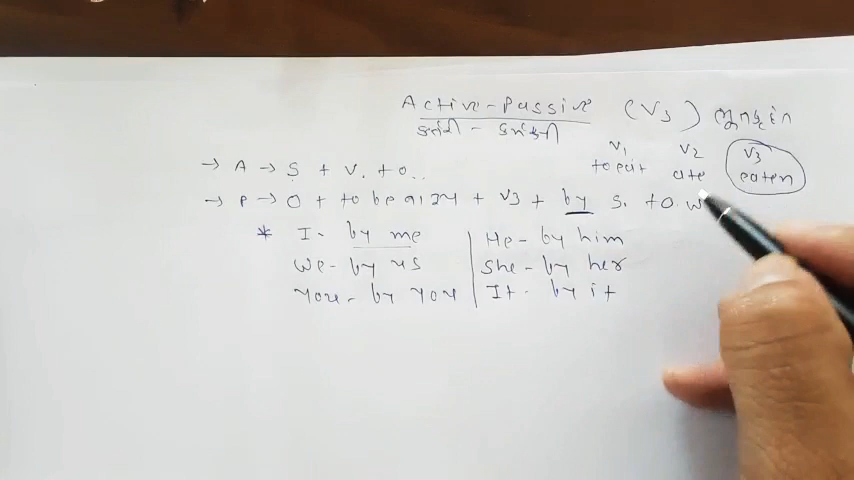 Active-Passive (V3) ભૂતકૃદંત
કર્તરી - કર્મણી
V1 V2 V3
to eat ate eaten
→ A → S + V. + o..
→ P → O + to be નારૂપ + V3 + by S. + o. w
* I - by me He - by him
We - by us She - by her
You - by you It - by it